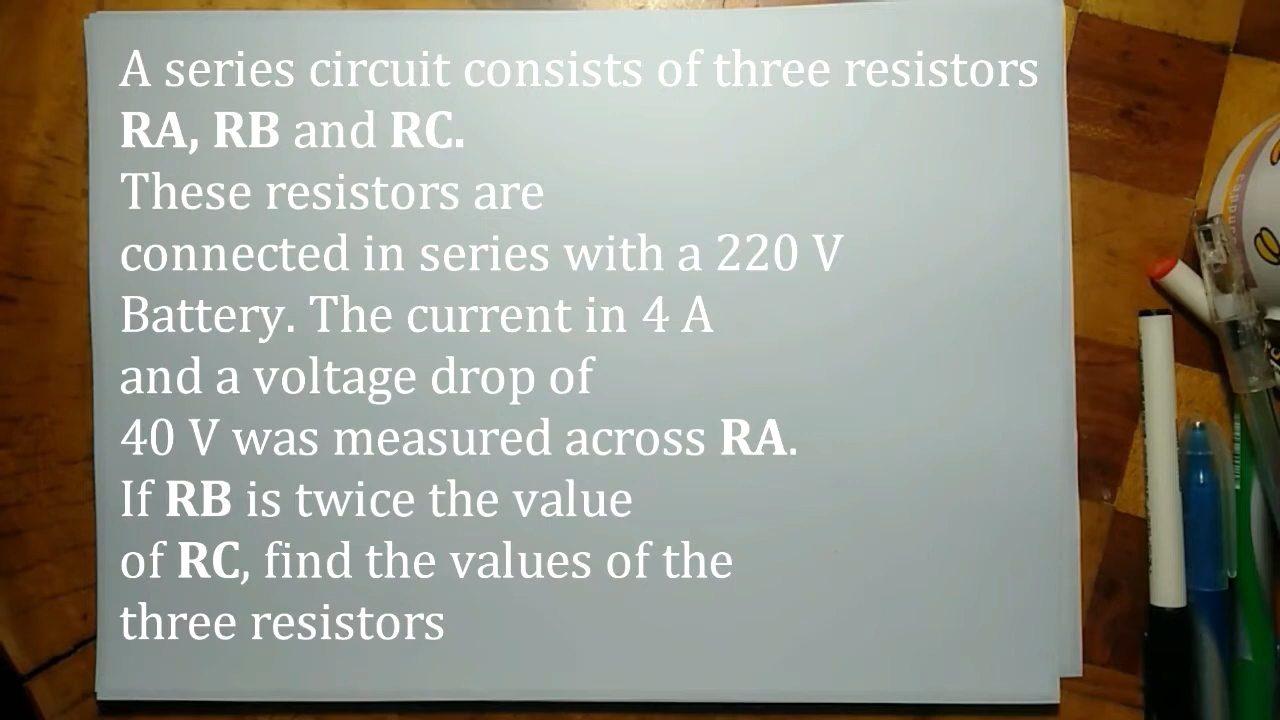 A series circuit consists of three resistors
RA, RB and RC.
These resistors are
connected in series with a 220 V
Battery. The current in 4 A
and a voltage drop of
40 V was measured across RA.
If RB is twice the value
of RC, find the values of the
three resistors